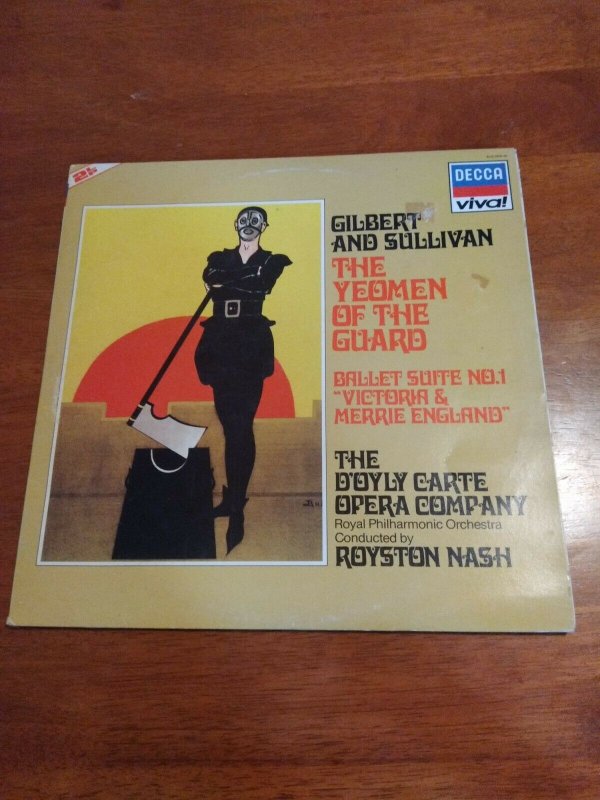 DECCA
viva!
GILBERT
AND SULLIVAN
THE
YEOMEN
OF THE
GUARD
BALLET SUITE NO.1
"VICTORIA &
MERRIE ENGLAND"
THE
D'OYLY CARTE
OPERA COMPANY
Royal Philharmonic Orchestra
Conducted by
ROYSTON NASH